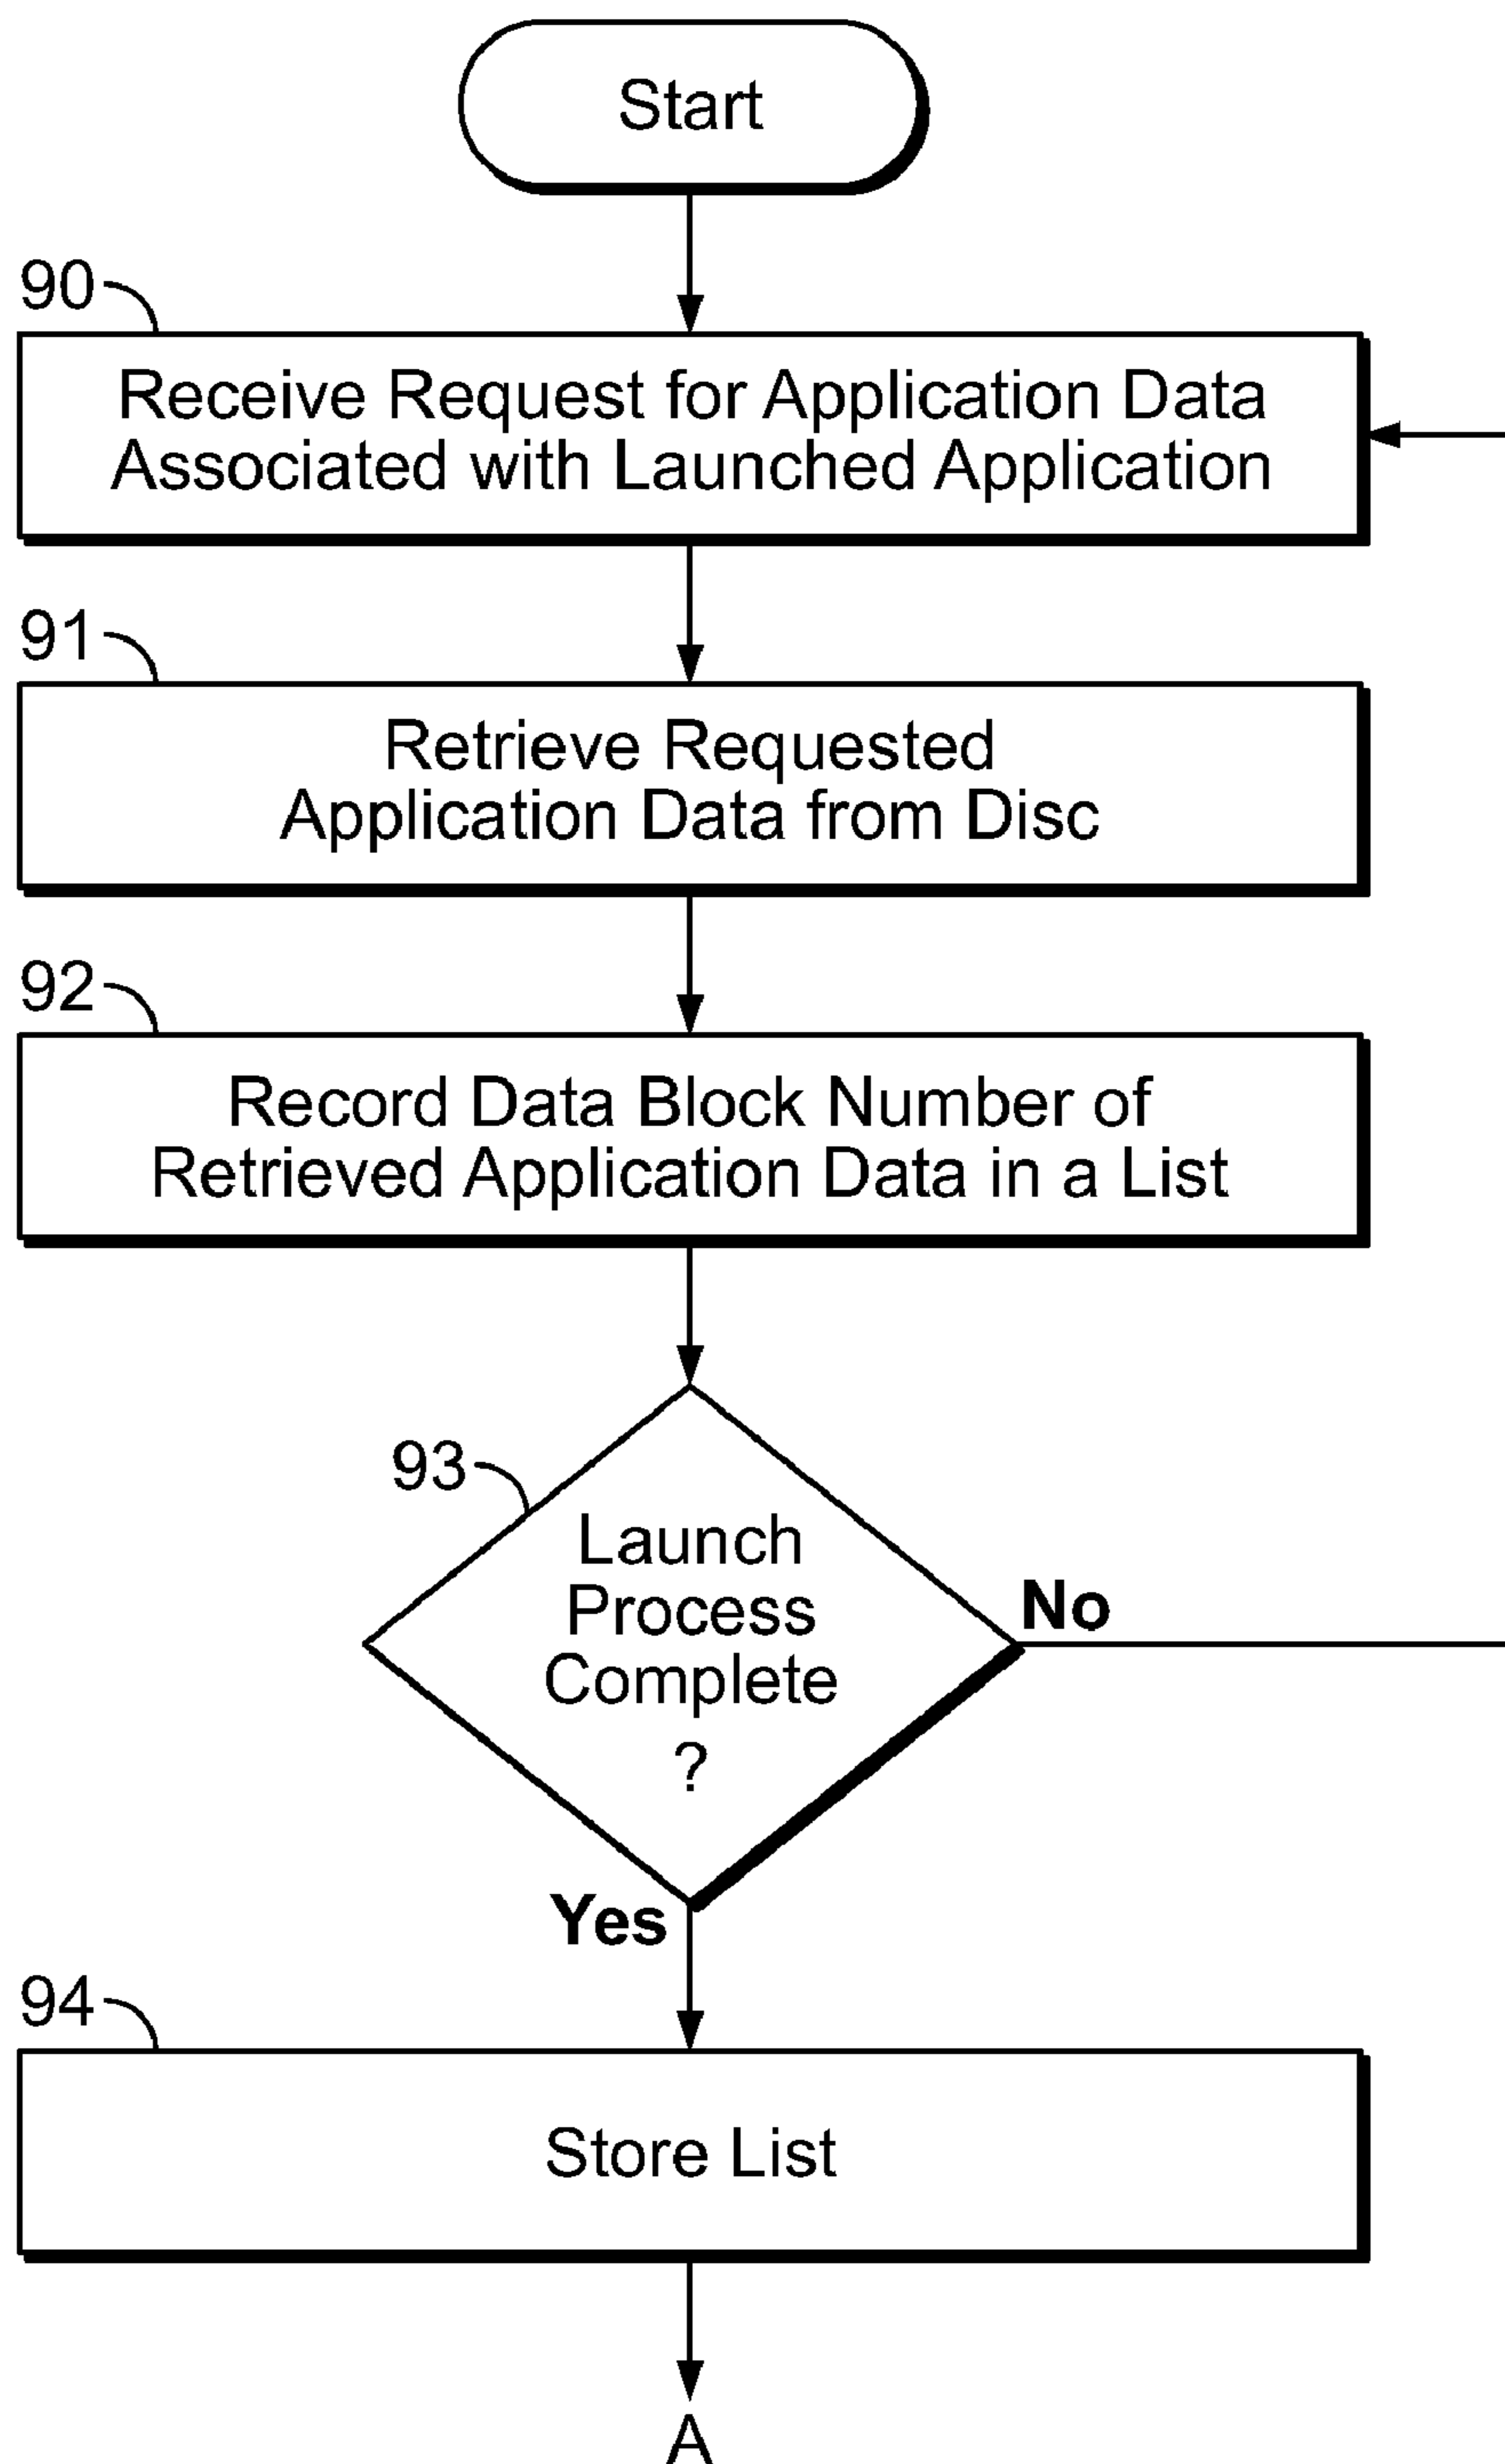 Start
90
Receive Request for Application Data
Associated with Launched Application
91
Retrieve Requested
Application Data from Disc
92
Record Data Block Number of
Retrieved Application Data in a List
93
Launch
Process
Complete
?
No
Yes
94
Store List
A